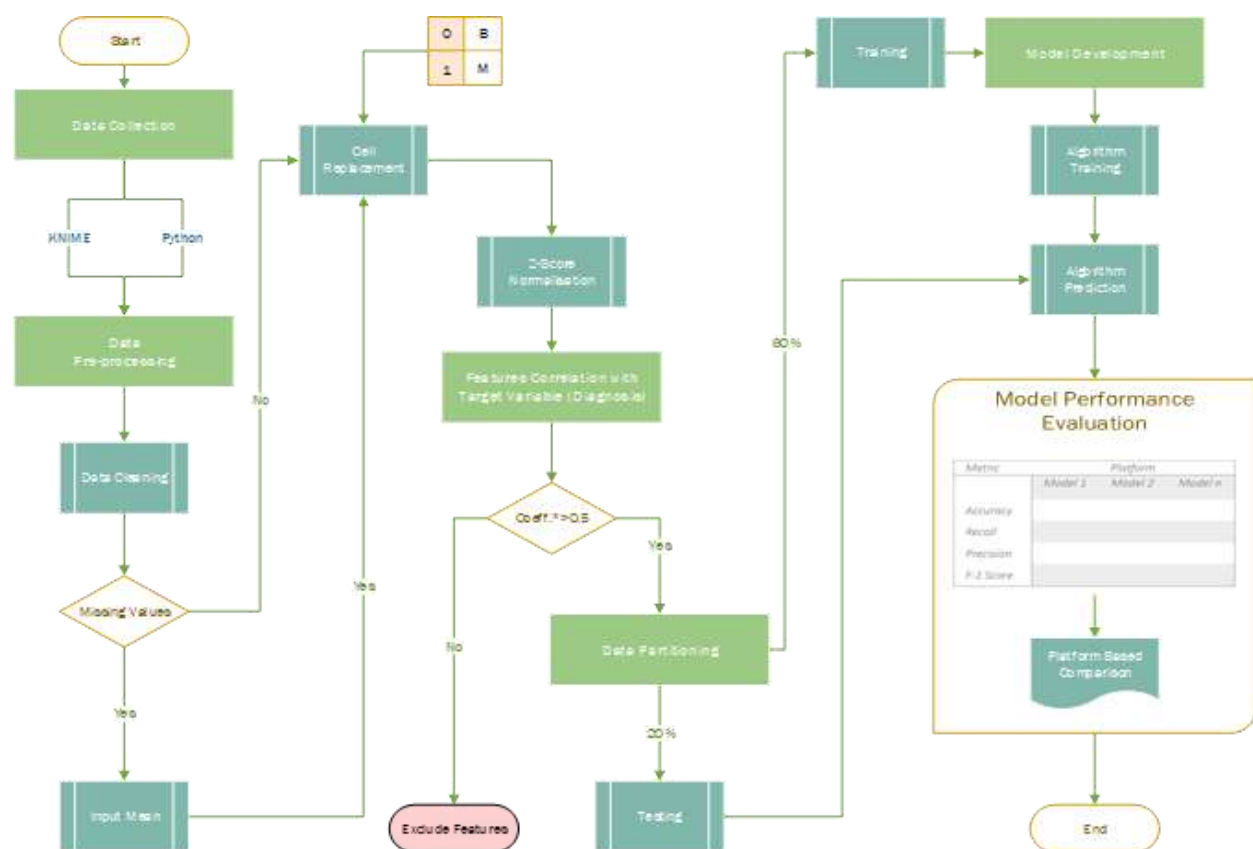 Start
Data Collection
KNIME
Python
Data
Pre-processing
Data Cleaning
Missing Values
No
Yes
Input Mean
Yes
0 B
1 M
Cell
Replacement
Z-Score
Normalisation
Features Correlation with
Target Variable (Diagnosis)
Coeff.* >0.5
No
Yes
Exclude Features
Data Partitioning
80%
20%
Testing
Training
Model Development
Algorithm
Training
Algorithm
Prediction
Model Performance
Evaluation
Metric Platform
Model 1 Model 2 Model n
Accuracy
Recall
Precision
F-1 Score
Platform Based
Comparison
End